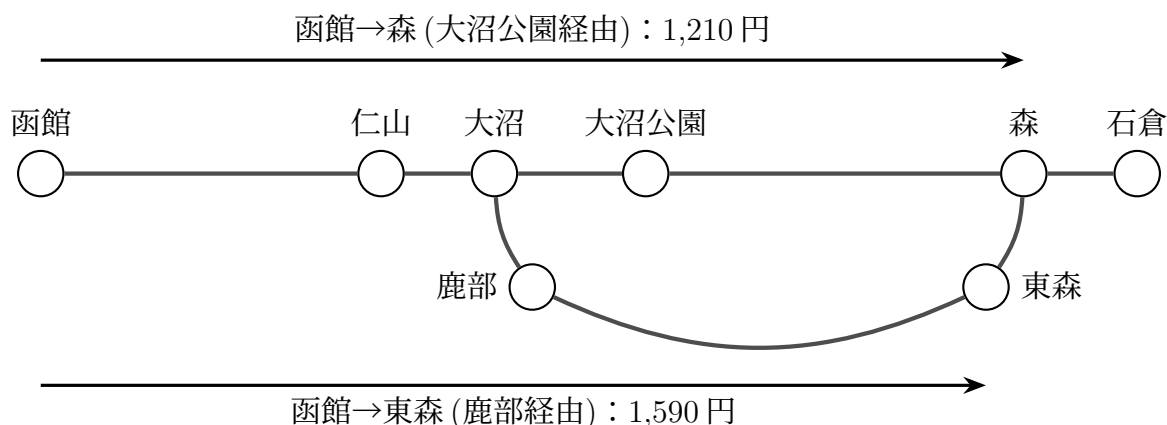 函館→森 (大沼公園経由)：1,210 円
函館 仁山 大沼 大沼公園 森 石倉
鹿部 東森
函館→東森 (鹿部経由)：1,590 円